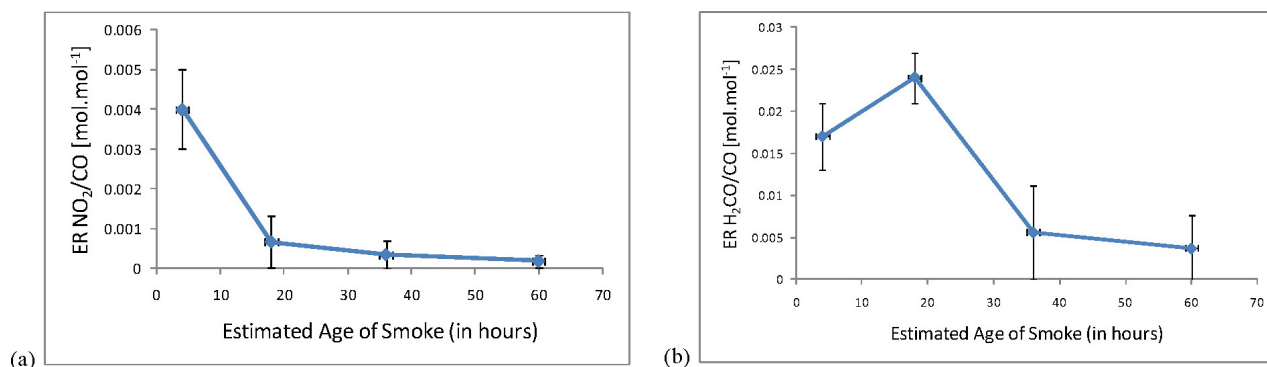 0.006
0.005
0.004
0.003
0.002
0.001
0
ER NO₂/CO [mol.mol⁻¹]
0 10 20 30 40 50 60 70
Estimated Age of Smoke (in hours)
(a)
0.03
0.025
0.02
0.015
0.01
0.005
0
ER H₂CO/CO [mol.mol⁻¹]
0 10 20 30 40 50 60 70
Estimated Age of Smoke (in hours)
(b)